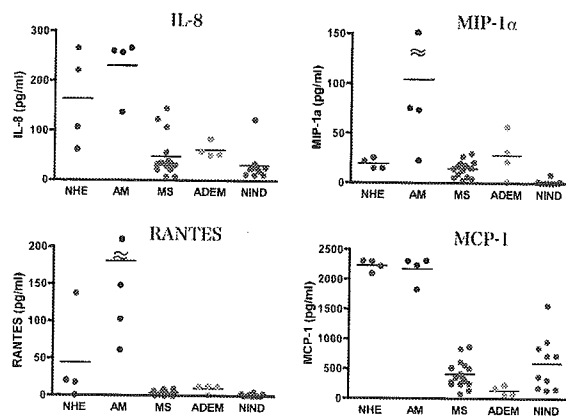 IL-8
IL-8 (pg/ml)
300
200
100
0
NHE AM MS ADEM NIND
MIP-1α
MIP-1a (pg/ml)
150
100
50
0
NHE AM MS ADEM NIND
RANTES
RANTES (pg/ml)
200
150
100
50
0
NHE AM MS ADEM NIND
MCP-1
MCP-1 (pg/ml)
2500
2000
1500
1000
500
0
NHE AM MS ADEM NIND